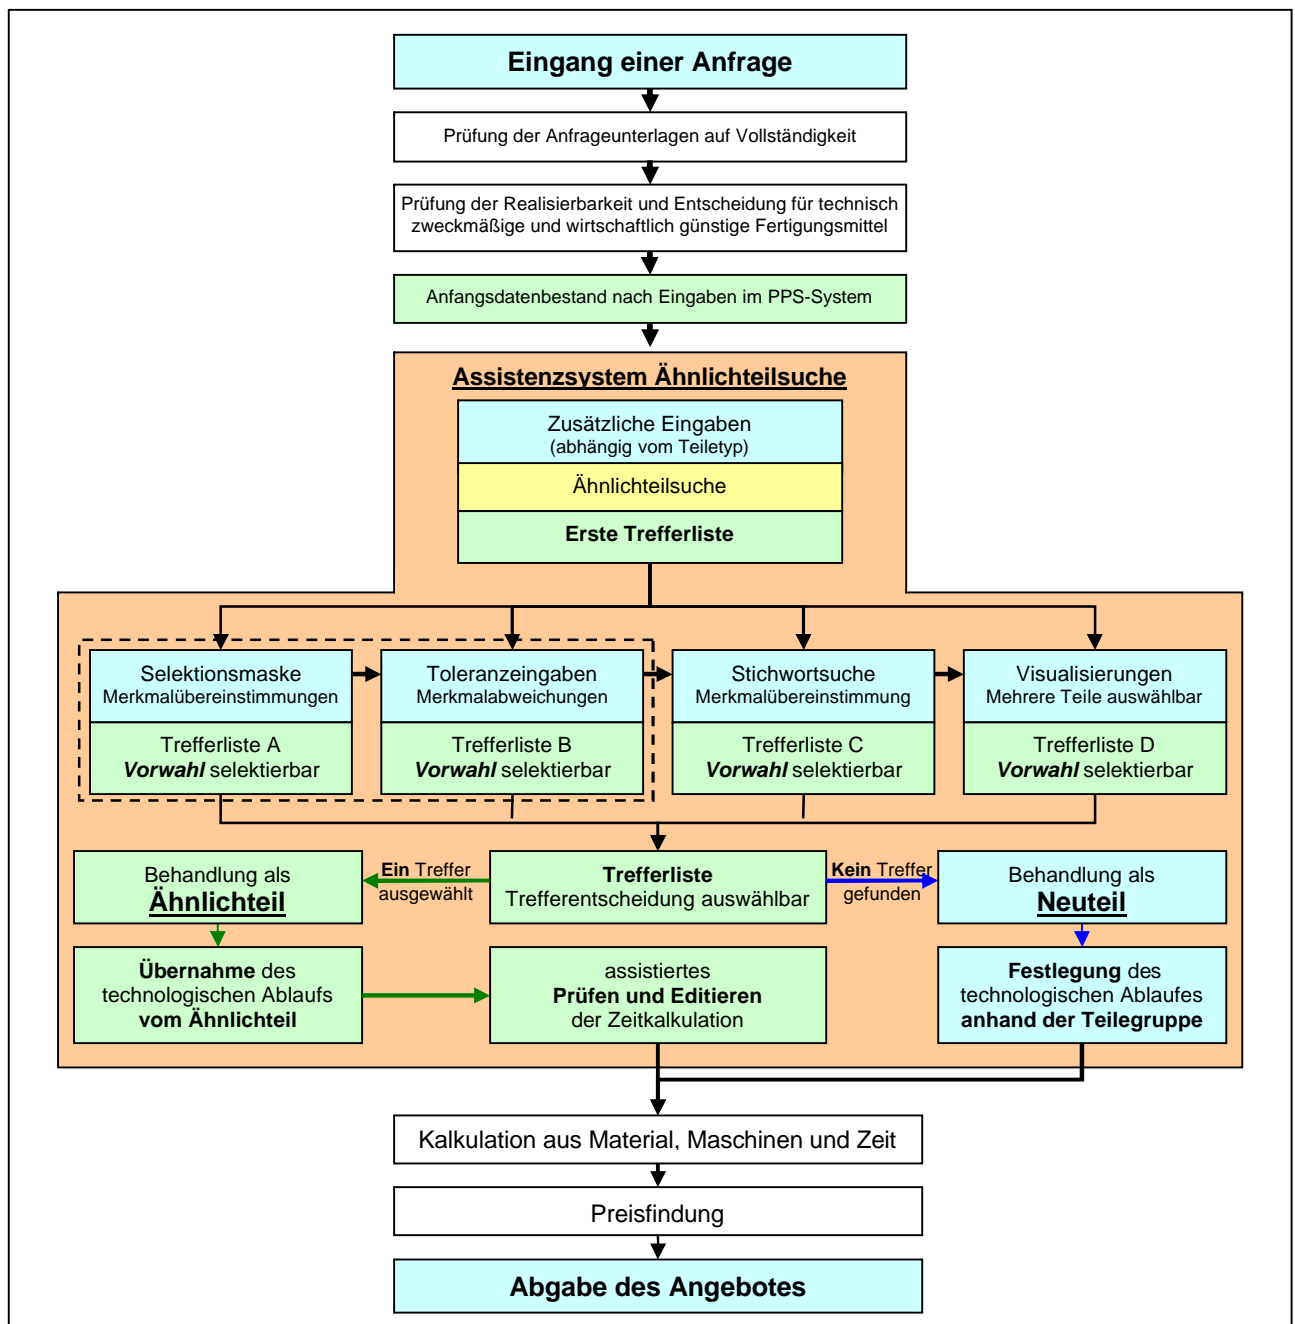 Eingang einer Anfrage
Prüfung der Anfrageunterlagen auf Vollständigkeit
Prüfung der Realisierbarkeit und Entscheidung für technisch
zweckmäßige und wirtschaftlich günstige Fertigungsmittel
Anfangsdatenbestand nach Eingaben im PPS-System
Assistenzsystem Ähnlichteilsuche
Zusätzliche Eingaben
(abhängig vom Teiletyp)
Ähnlichteilsuche
Erste Trefferliste
Selektionsmaske
Merkmalübereinstimmungen
Trefferliste A
Vorwahl selektierbar
Toleranzeingaben
Merkmalabweichungen
Trefferliste B
Vorwahl selektierbar
Stichwortsuche
Merkmalübereinstimmung
Trefferliste C
Vorwahl selektierbar
Visualisierungen
Mehrere Teile auswählbar
Trefferliste D
Vorwahl selektierbar
Behandlung als
Ähnlichteil
Ein Treffer
ausgewählt
Trefferliste
Trefferentscheidung auswählbar
Kein Treffer
gefunden
Behandlung als
Neuteil
Übernahme des
technologischen Ablaufs
vom Ähnlichteil
assistiertes
Prüfen und Editieren
der Zeitkalkulation
Festlegung des
technologischen Ablaufes
anhand der Teilegruppe
Kalkulation aus Material, Maschinen und Zeit
Preisfindung
Abgabe des Angebotes